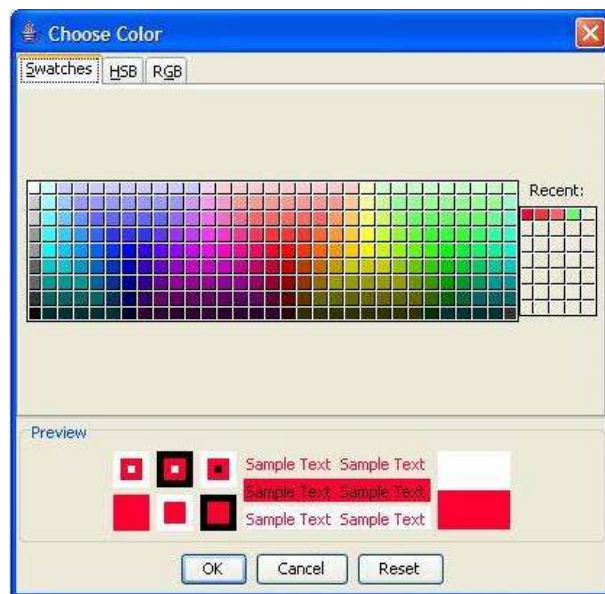 Choose Color
Swatches HSB RGB
Recent:
Preview
Sample Text Sample Text
Sample Text Sample Text
Sample Text Sample Text
OK Cancel Reset